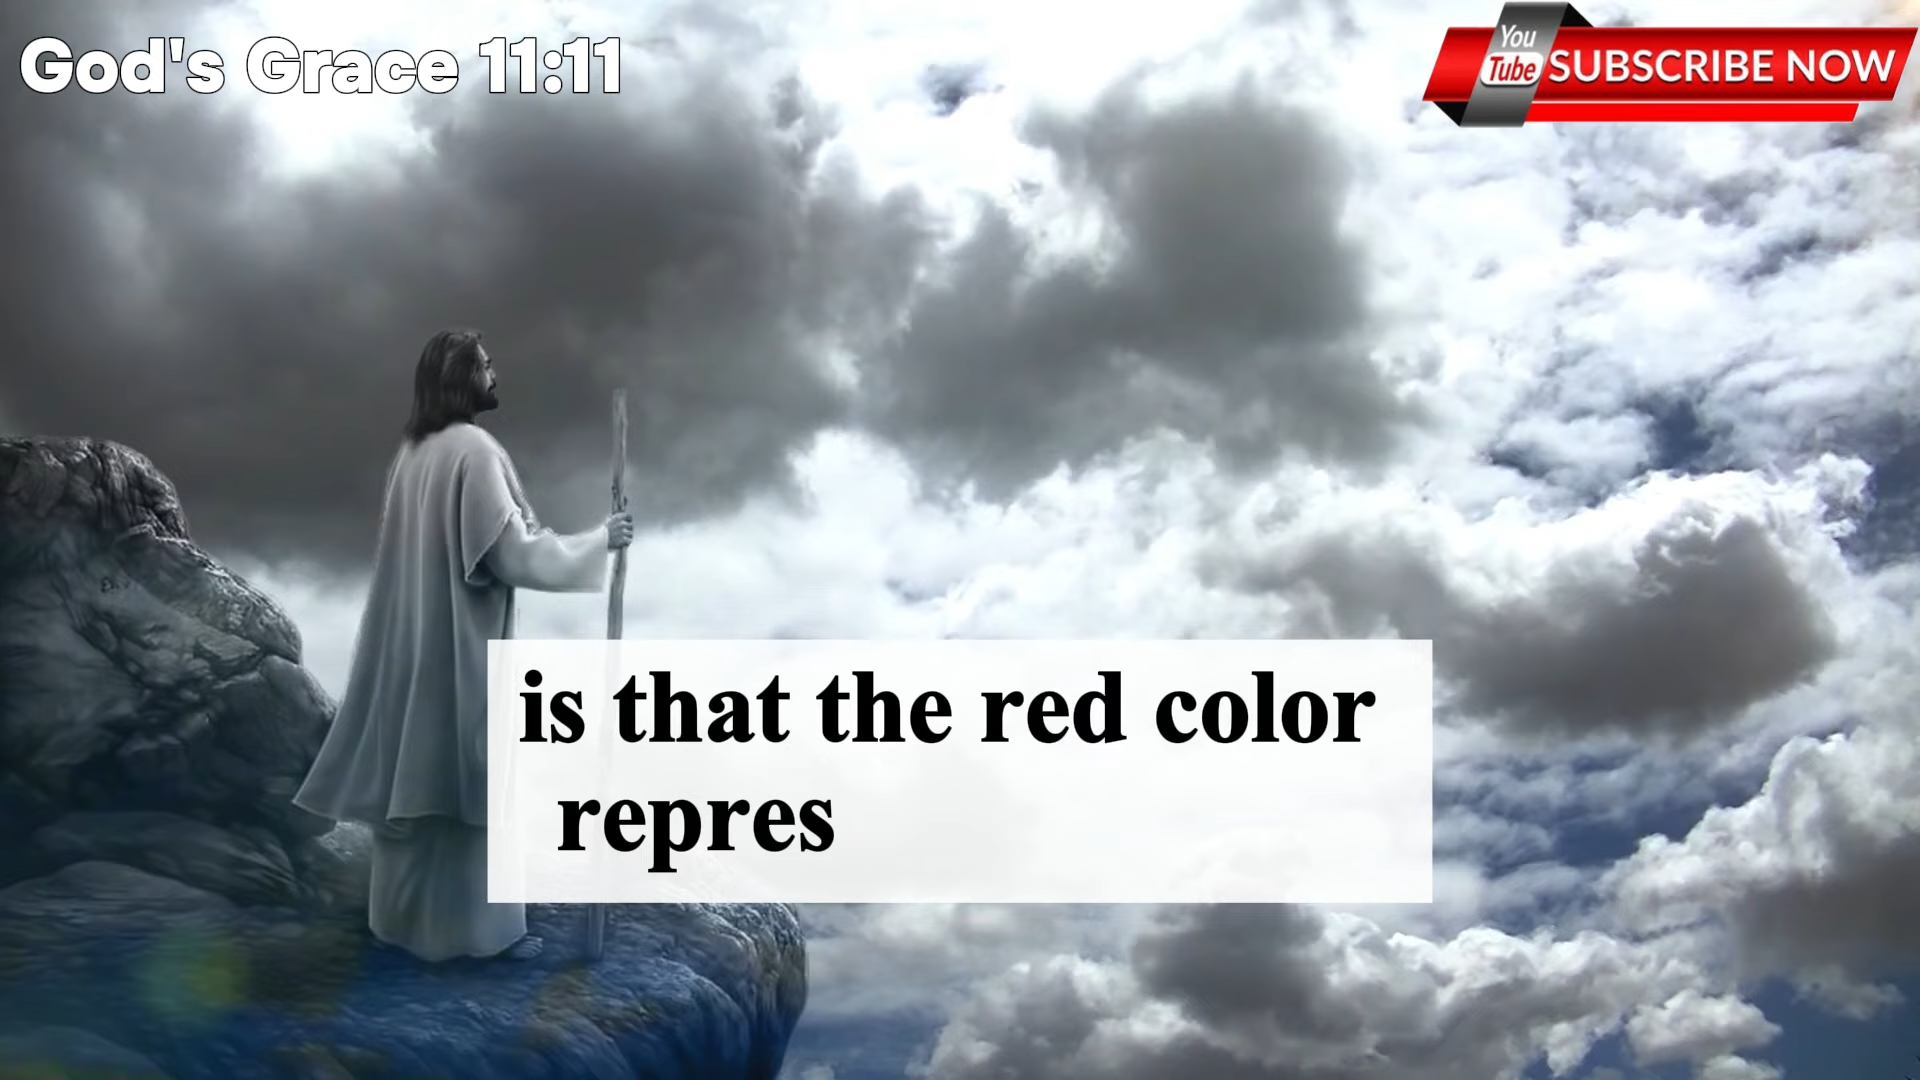 God's Grace 11:11
You
Tube
SUBSCRIBE NOW
is that the red color
repres